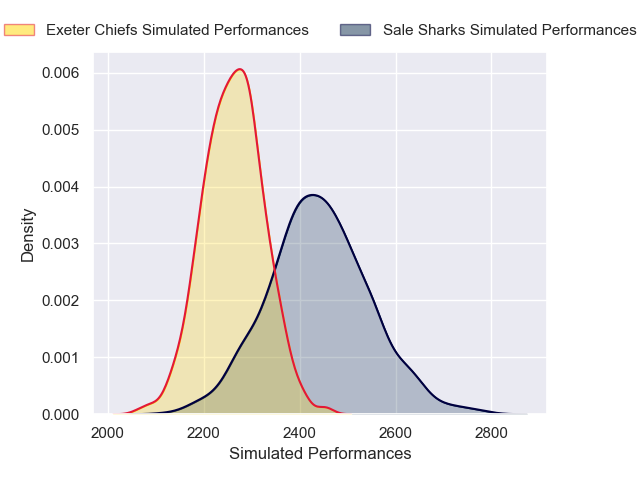 Exeter Chiefs Simulated Performances Sale Sharks Simulated Performances
0.006
0.005
0.004
0.003
0.002
0.001
0.000
Density
2000 2200 2400 2600 2800
Simulated Performances